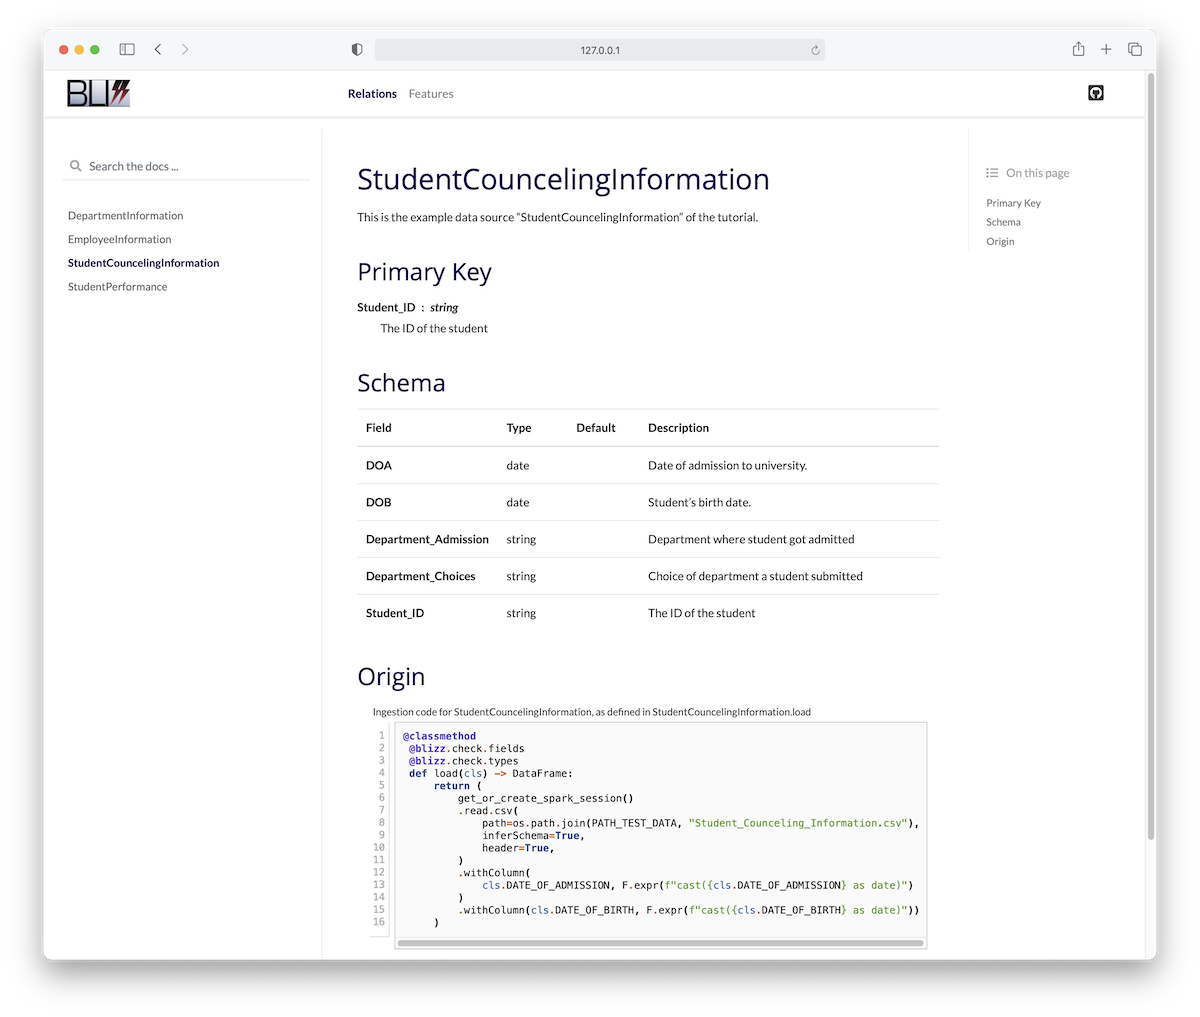 127.0.0.1
BLI
Relations Features
Search the docs ...
DepartmentInformation
EmployeeInformation
StudentCouncelingInformation
StudentPerformance
StudentCouncelingInformation
This is the example data source “StudentCouncelingInformation” of the tutorial.
Primary Key
Student_ID : string
The ID of the student
Schema
Field Type Default Description
DOA date Date of admission to university.
DOB date Student’s birth date.
Department_Admission string Department where student got admitted
Department_Choices string Choice of department a student submitted
Student_ID string The ID of the student
Origin
Ingestion code for StudentCouncelingInformation, as defined in StudentCouncelingInformation.load
1 @classmethod
2 @blizz.check.fields
3 @blizz.check.types
4 def load(cls) -> DataFrame:
5 return (
6 get_or_create_spark_session()
7 .read.csv(
8 path=os.path.join(PATH_TEST_DATA, "Student_Counceling_Information.csv"),
9 inferSchema=True,
10 header=True,
11 )
12 .withColumn(
13 cls.DATE_OF_ADMISSION, F.expr(f"cast({cls.DATE_OF_ADMISSION} as date)")
14 )
15 .withColumn(cls.DATE_OF_BIRTH, F.expr(f"cast({cls.DATE_OF_BIRTH} as date)"))
16 )
On this page
Primary Key
Schema
Origin